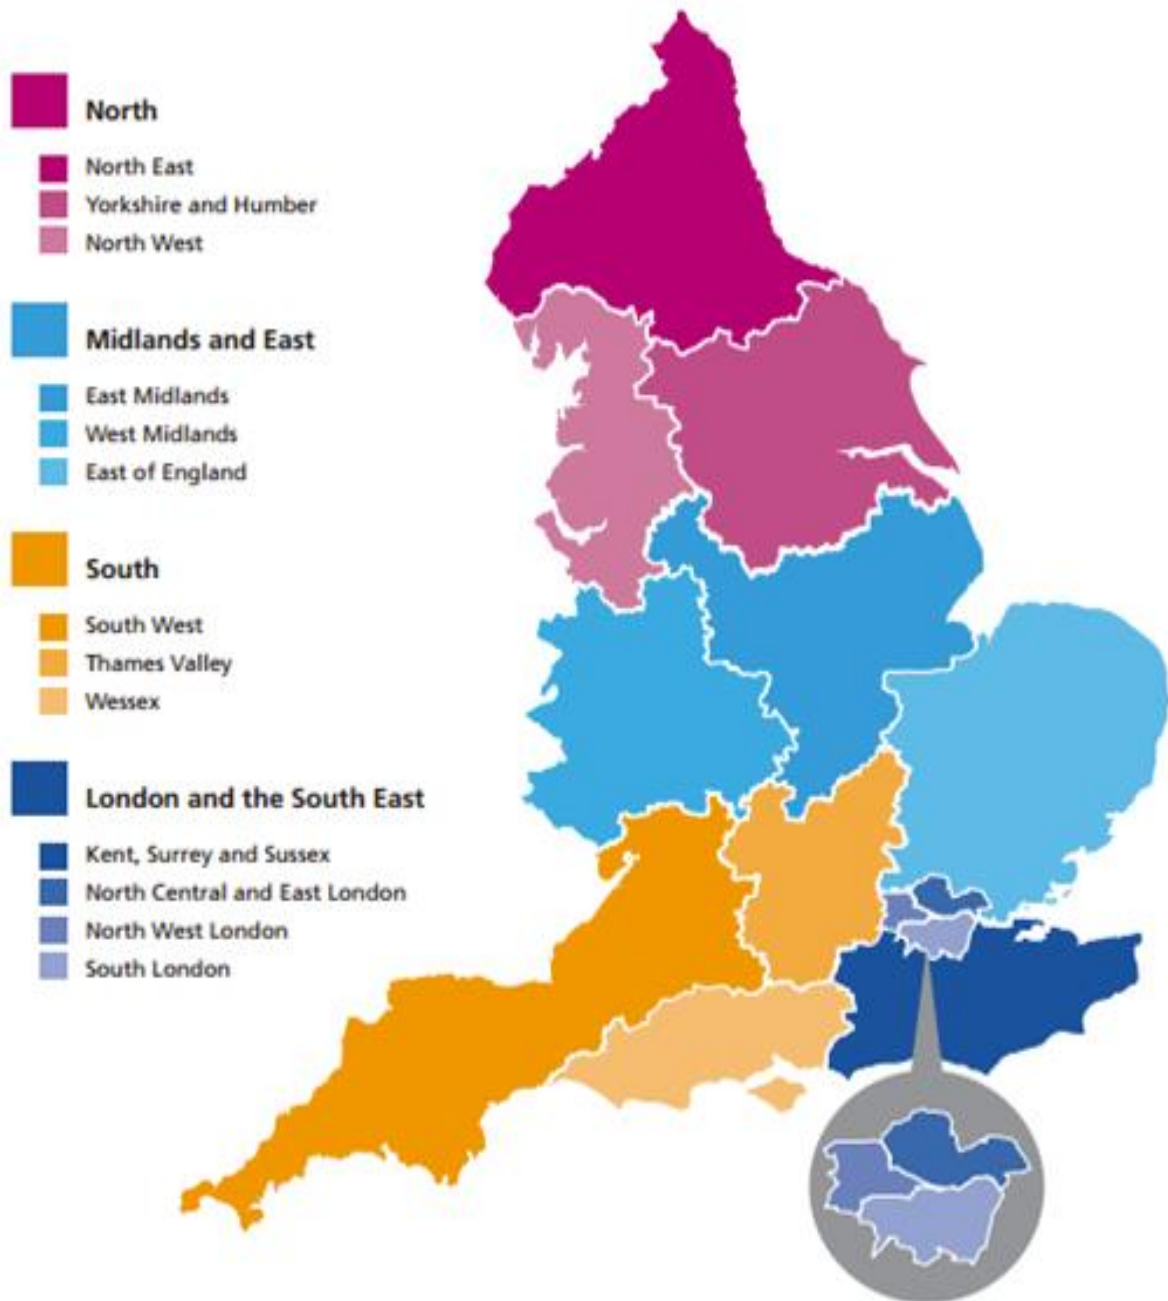 North
North East
Yorkshire and Humber
North West
Midlands and East
East Midlands
West Midlands
East of England
South
South West
Thames Valley
Wessex
London and the South East
Kent, Surrey and Sussex
North Central and East London
North West London
South London